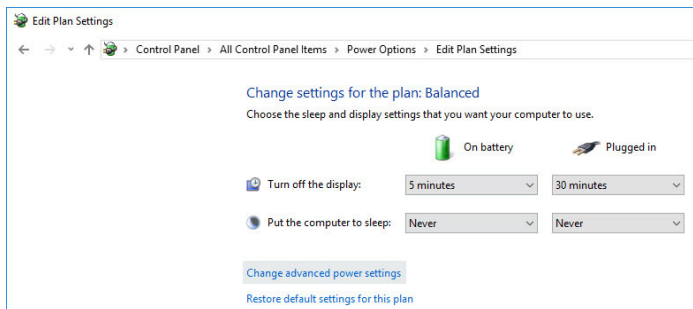 Edit Plan Settings
Control Panel > All Control Panel Items > Power Options > Edit Plan Settings
Change settings for the plan: Balanced
Choose the sleep and display settings that you want your computer to use.
On battery Plugged in
Turn off the display: 5 minutes 30 minutes
Put the computer to sleep: Never Never
Change advanced power settings
Restore default settings for this plan